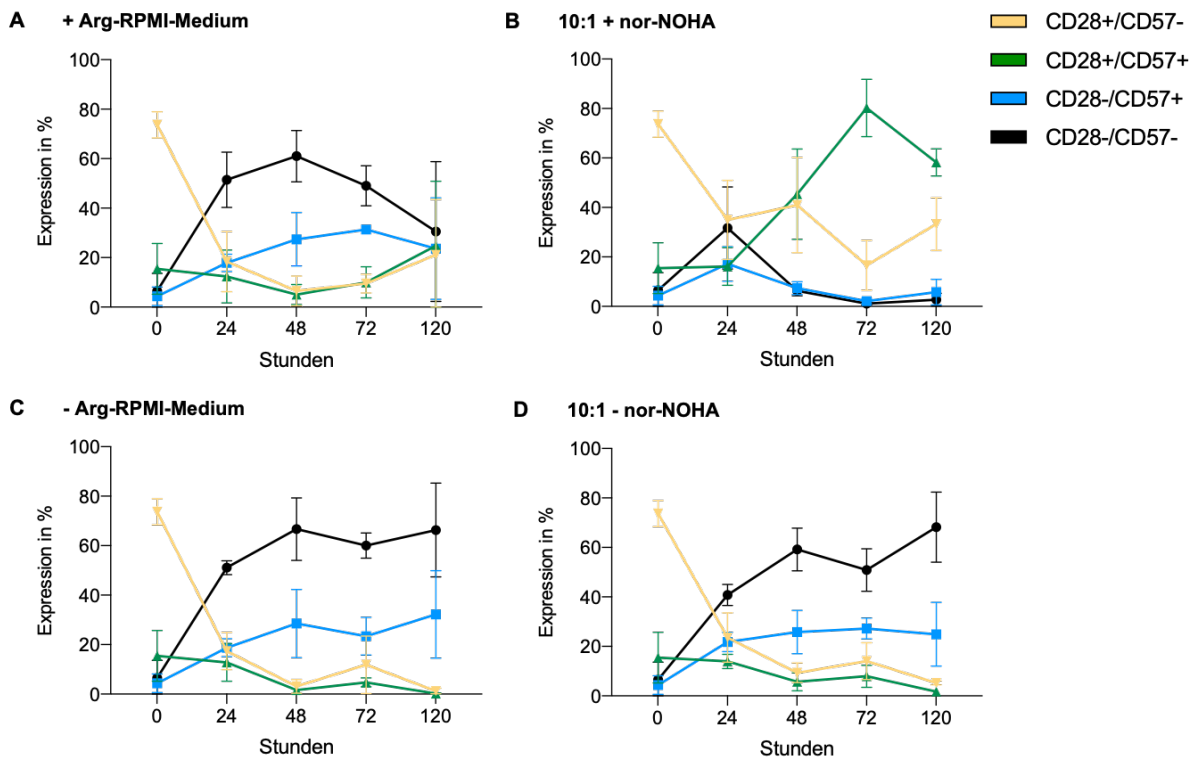 A + Arg-RPMI-Medium
100
80
60
40
20
0
Expression in %
0 24 48 72 120
Stunden
B 10:1 + nor-NOHA
100
80
60
40
20
0
Expression in %
0 24 48 72 120
Stunden
CD28+/CD57-
CD28+/CD57+
CD28-/CD57+
CD28-/CD57-
C - Arg-RPMI-Medium
100
80
60
40
20
0
Expression in %
0 24 48 72 120
Stunden
D 10:1 - nor-NOHA
100
80
60
40
20
0
Expression in %
0 24 48 72 120
Stunden